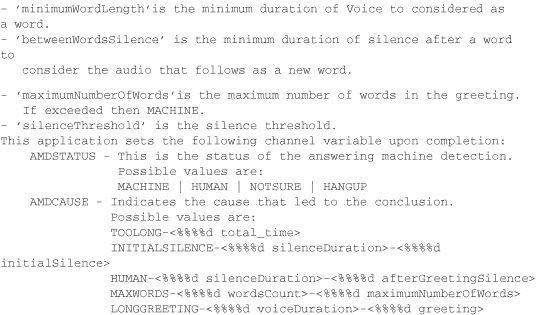 - 'minimumWordLength'is the minimum duration of Voice to considered as
a word.
- 'betweenWordsSilence' is the minimum duration of silence after a word
to
consider the audio that follows as a new word.
- 'maximumNumberOfWords'is the maximum number of words in the greeting.
If exceeded then MACHINE.
- 'silenceThreshold' is the silence threshold.
This application sets the following channel variable upon completion:
AMDSTATUS - This is the status of the answering machine detection.
Possible values are:
MACHINE | HUMAN | NOTSURE | HANGUP
AMDCAUSE - Indicates the cause that led to the conclusion.
Possible values are:
TOOLONG-<%%%%d total_time>
INITIALSILENCE-<%%%%d silenceDuration>-<%%%%d
initialSilence>
HUMAN-<%%%%d silenceDuration>-<%%%%d afterGreetingSilence>
MAXWORDS-<%%%%d wordsCount>-<%%%%d maximumNumberOfWords>
LONGGREETING-<%%%%d voiceDuration>-<%%%%d greeting>